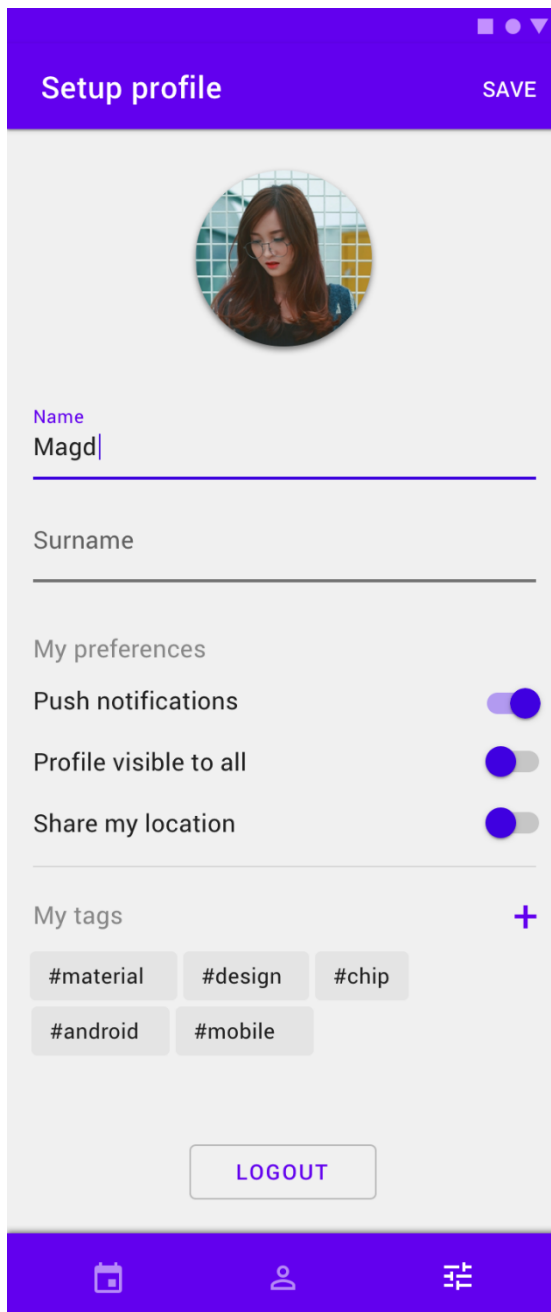 Setup profile SAVE
Name
Magd
Surname
My preferences
Push notifications
Profile visible to all
Share my location
My tags
#material #design #chip
#android #mobile
LOGOUT